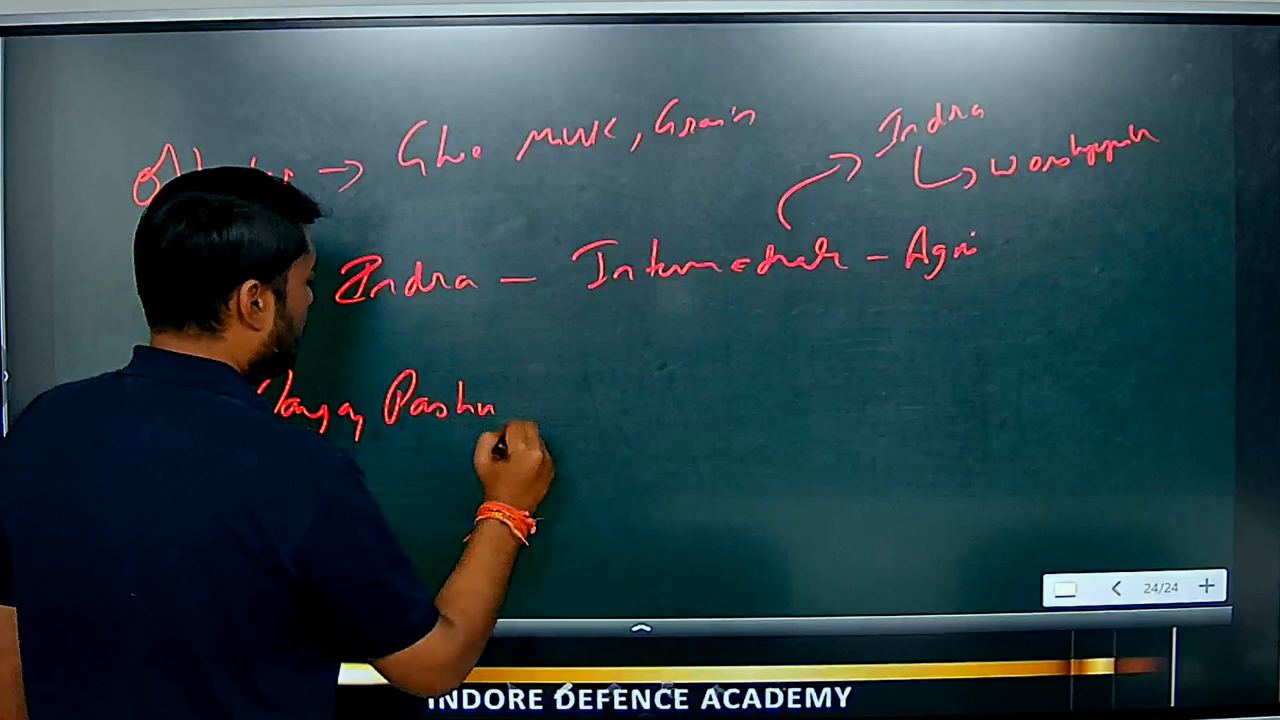 → Ghee Milk, Grain
Indra
↳ worshipped
Indra - Intermediate - Agni
Pashu
24/24
INDORE DEFENCE ACADEMY